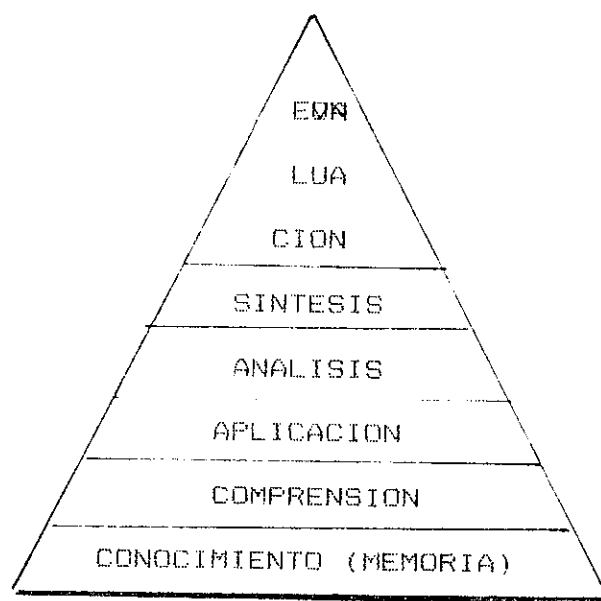 LUA
CION
SINTESIS
ANALISIS
APLICACION
COMPRENSION
CONOCIMIENTO (MEMORIA)